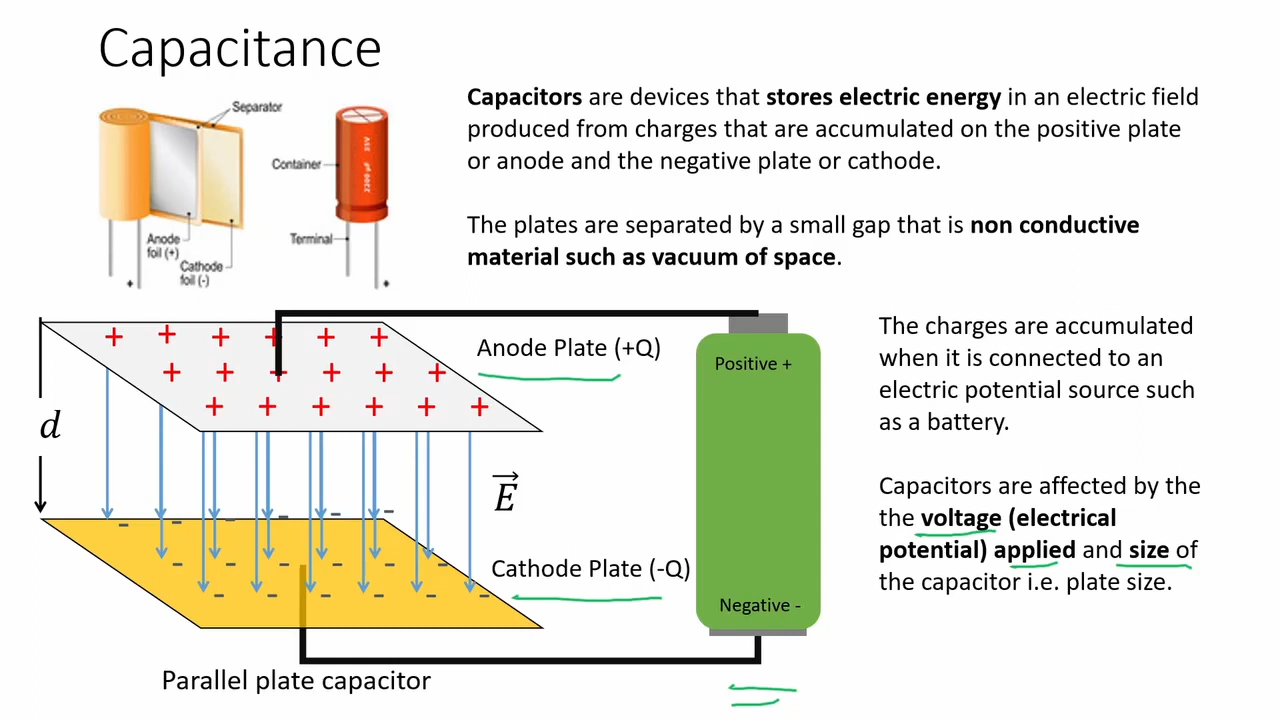 Capacitance
Separator
Container
Anode
foil (+)
Cathode
foil (-)
Terminal
+
+
Capacitors are devices that stores electric energy in an electric field
produced from charges that are accumulated on the positive plate
or anode and the negative plate or cathode.
The plates are separated by a small gap that is non conductive
material such as vacuum of space.
+ + + + + +
+ + + + + +
+ + + + + +
d
E
- - - - - -
- - - - - - -
- - - - - -
Anode Plate (+Q)
Cathode Plate (-Q)
Positive +
Negative -
Parallel plate capacitor
The charges are accumulated
when it is connected to an
electric potential source such
as a battery.
Capacitors are affected by the
the voltage (electrical
potential) applied and size of
the capacitor i.e. plate size.